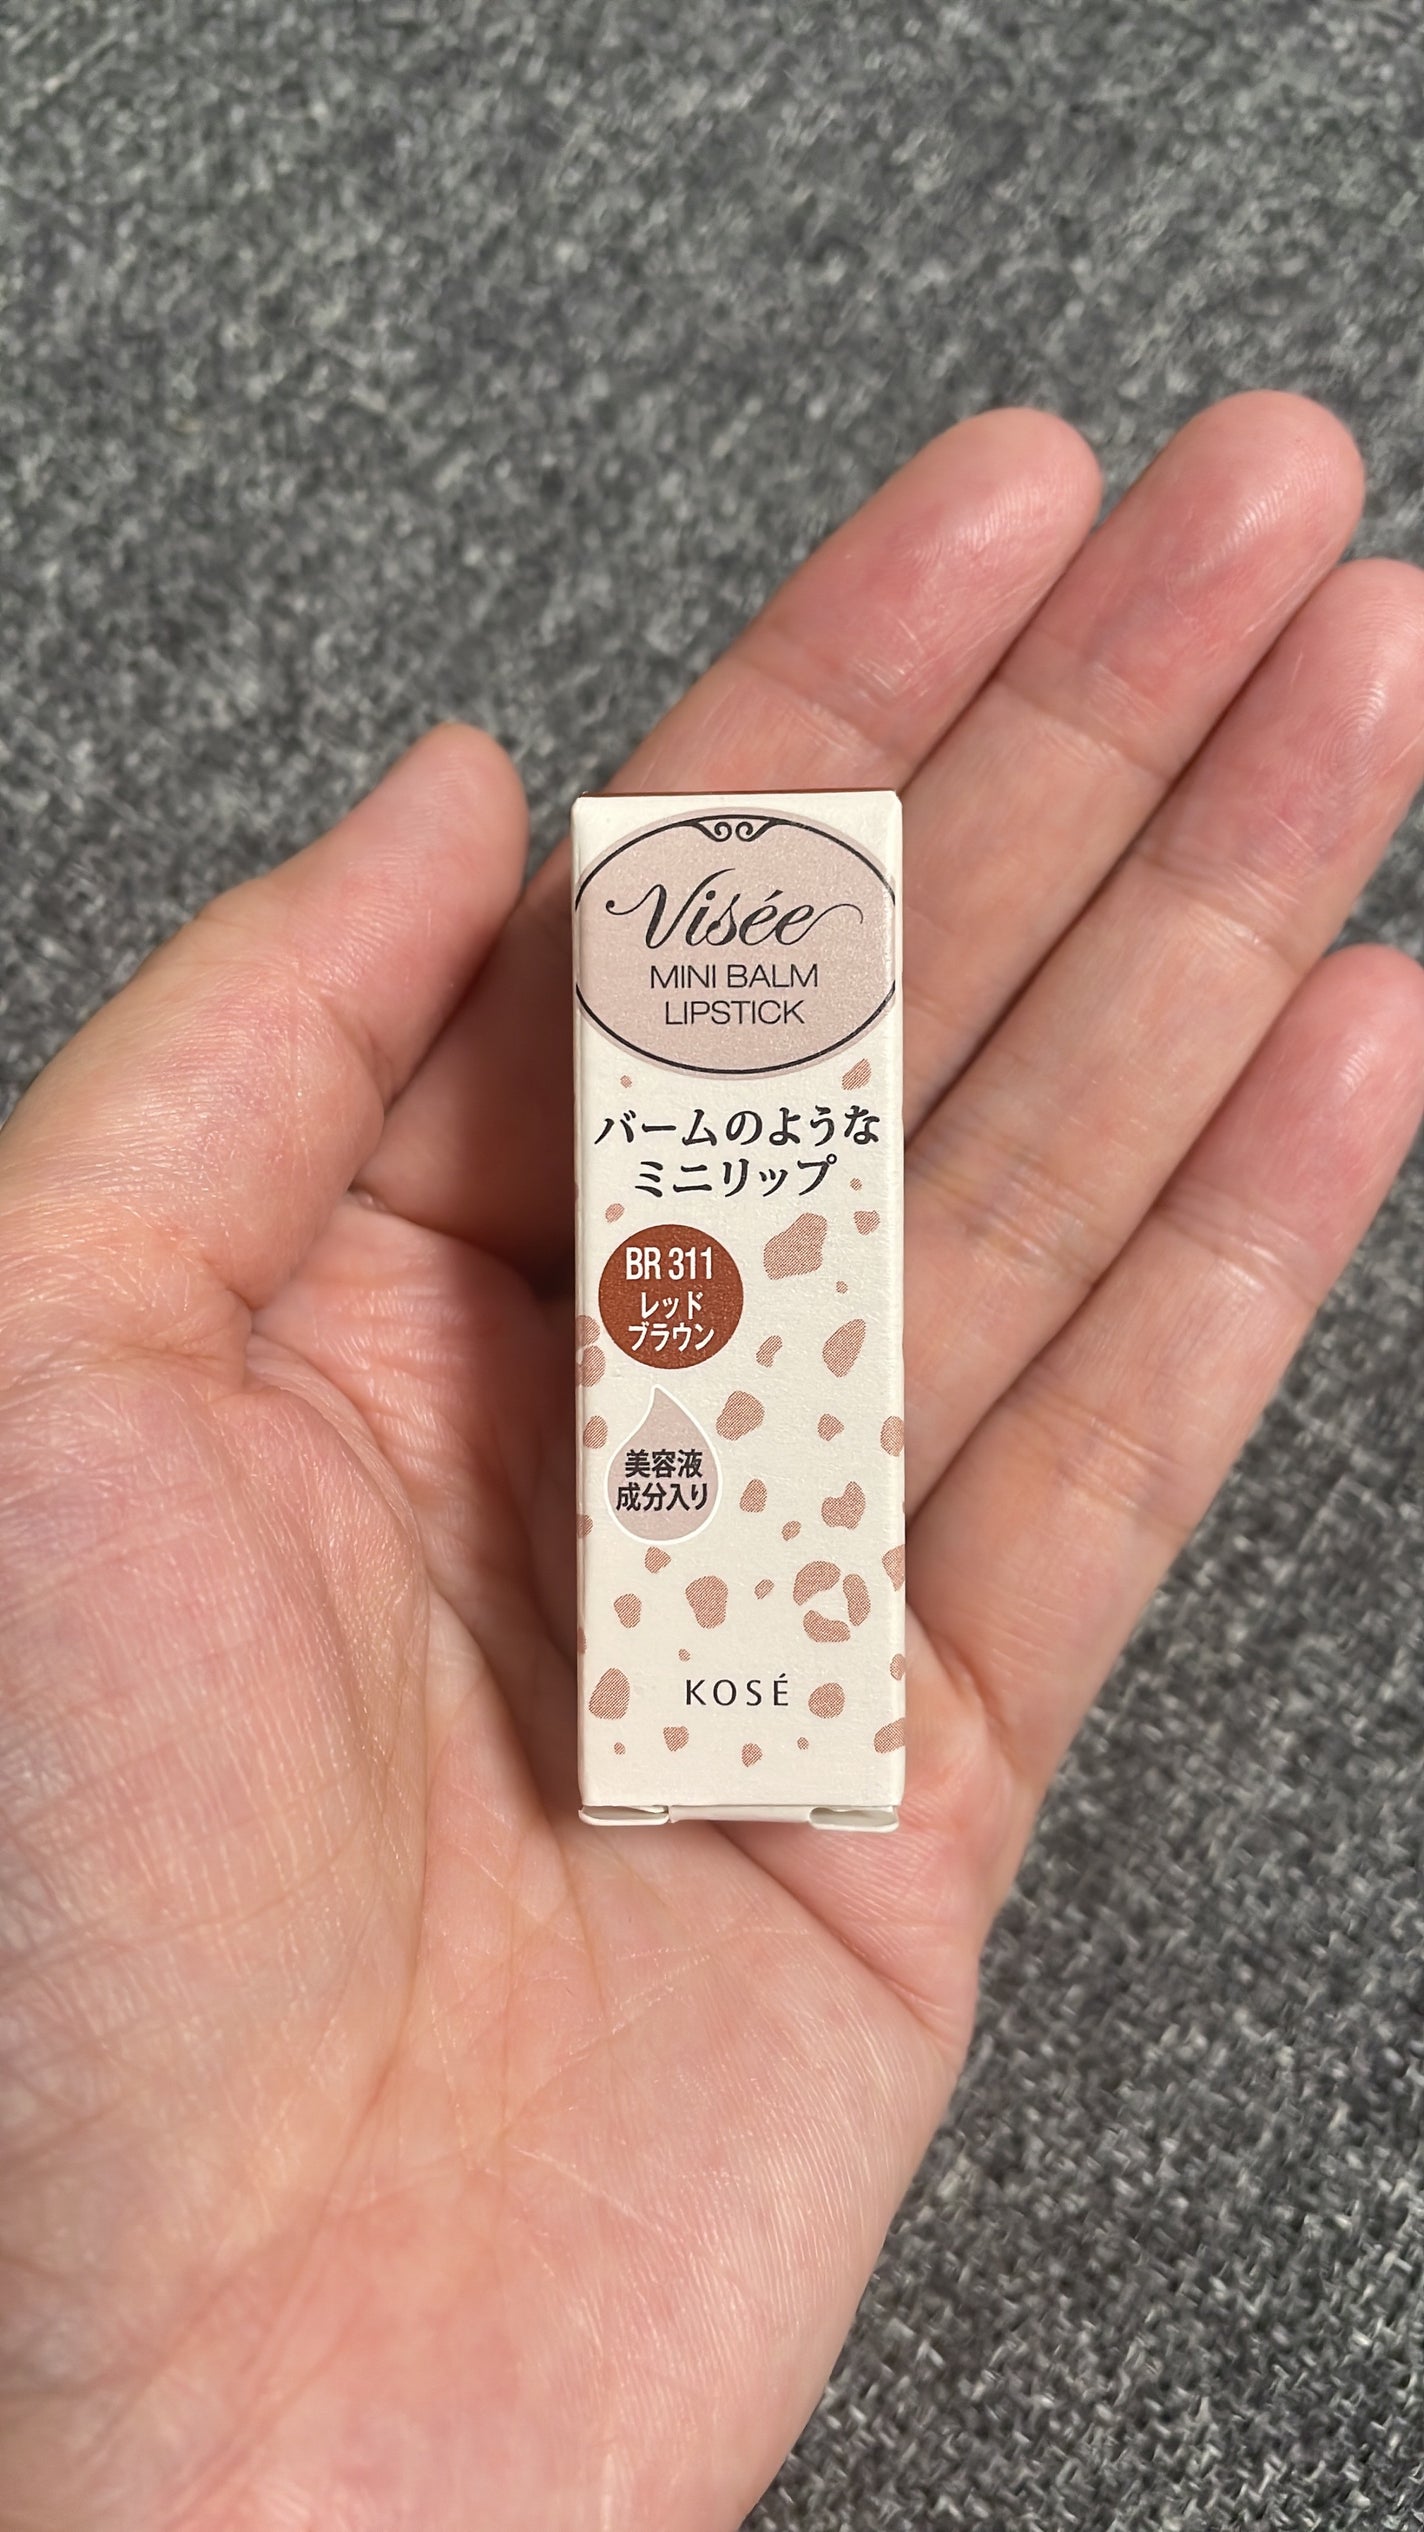 Visée
MINI BALM
LIPSTICK
バームのような
ミニリップ
BR 311
レッド
ブラウン
美容液
成分入り
KOSÉ